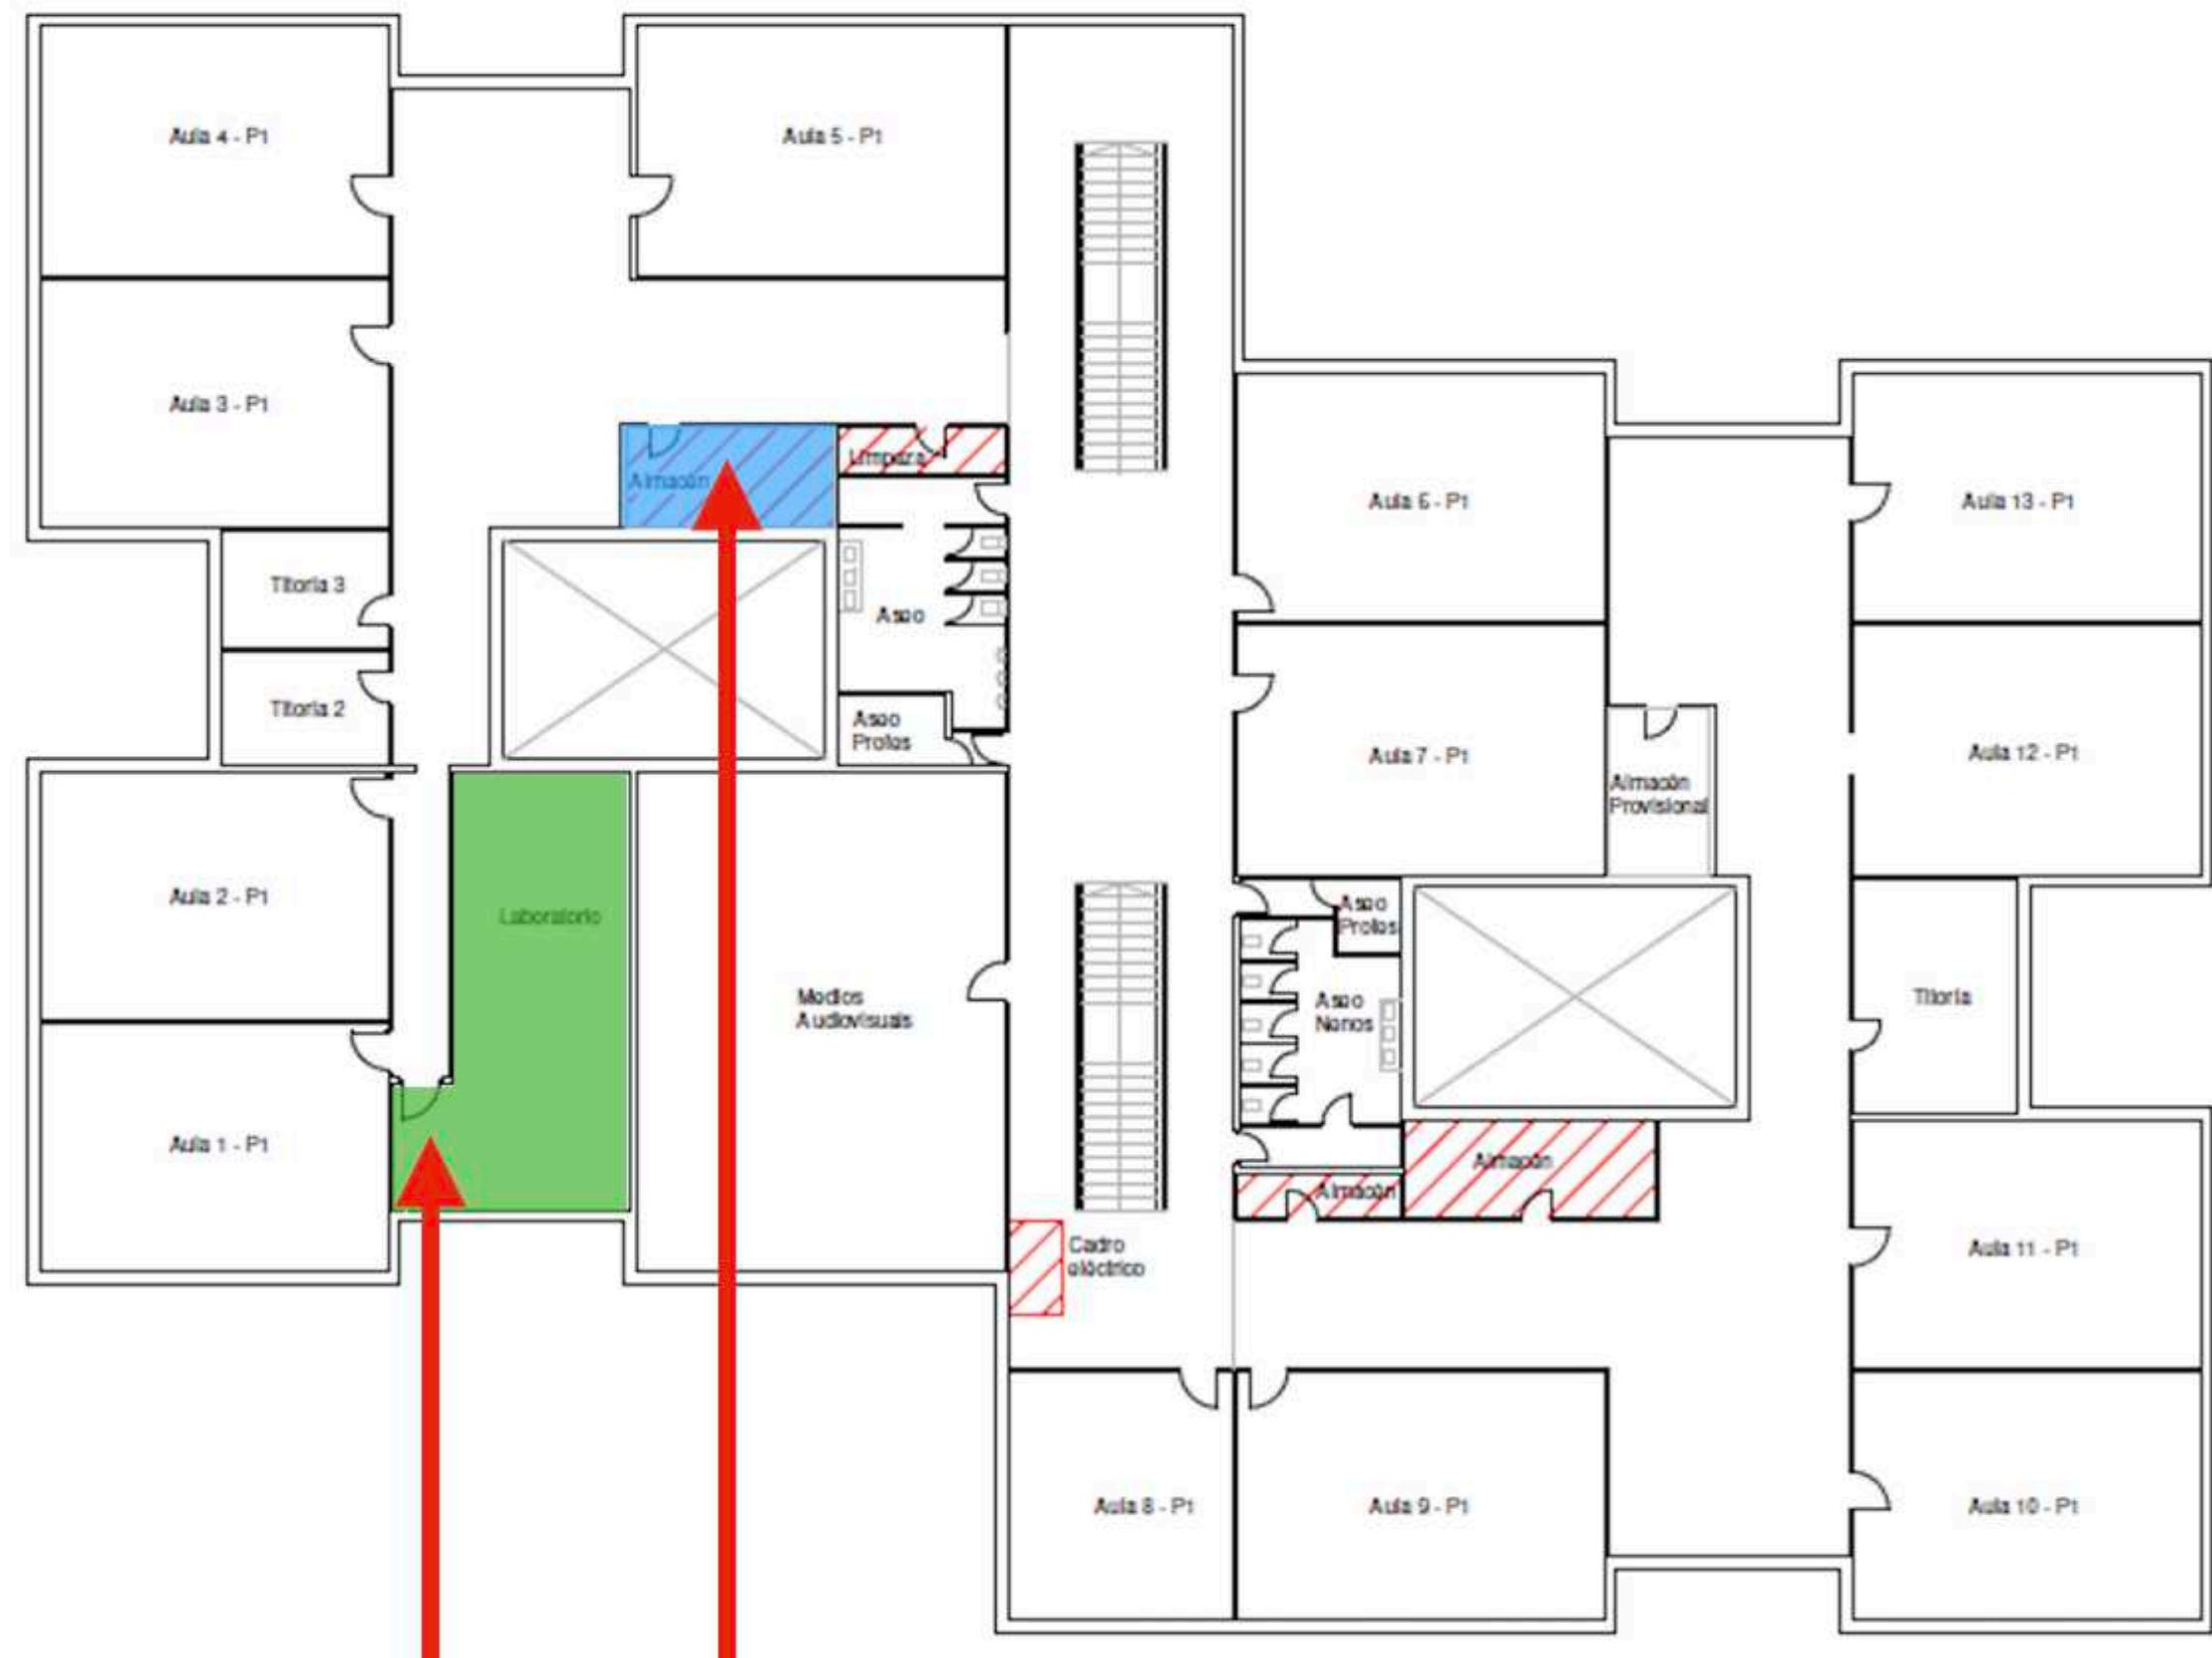 Aula 4 - P1
Aula 5 - P1
Aula 3 - P1
Almacén
Limpeza
Aula 6 - P1
Aula 13 - P1
Titoría 3
Aseo
Titoría 2
Aseo
Profes
Aula 7 - P1
Aula 12 - P1
Almacén
Provisional
Aula 2 - P1
Laboratorio
Aseo
Profes
Medios
Audiovisuais
Aseo
Nenos
Titoría
Aula 1 - P1
Almacén
Almacén
Cadro
eléctrico
Aula 11 - P1
Aula 8 - P1
Aula 9 - P1
Aula 10 - P1